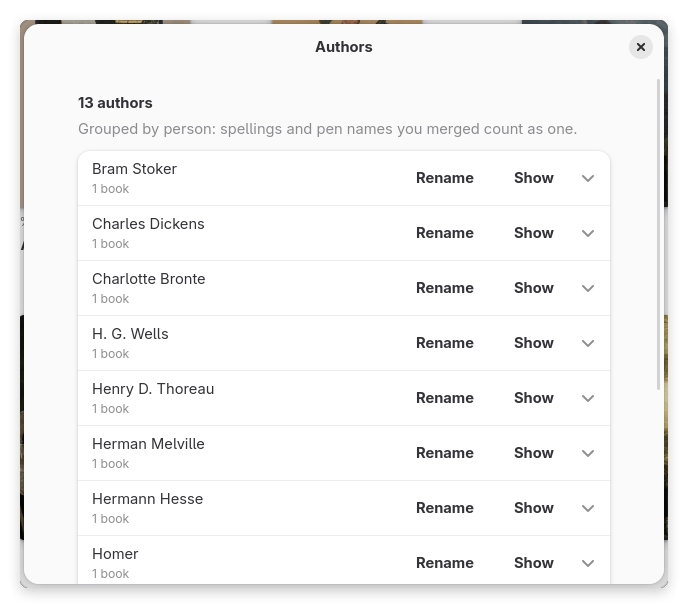 Authors
13 authors
Grouped by person: spellings and pen names you merged count as one.
Bram Stoker
1 book
Rename Show
Charles Dickens
1 book
Rename Show
Charlotte Bronte
1 book
Rename Show
H. G. Wells
1 book
Rename Show
Henry D. Thoreau
1 book
Rename Show
Herman Melville
1 book
Rename Show
Hermann Hesse
1 book
Rename Show
Homer
1 book
Rename Show